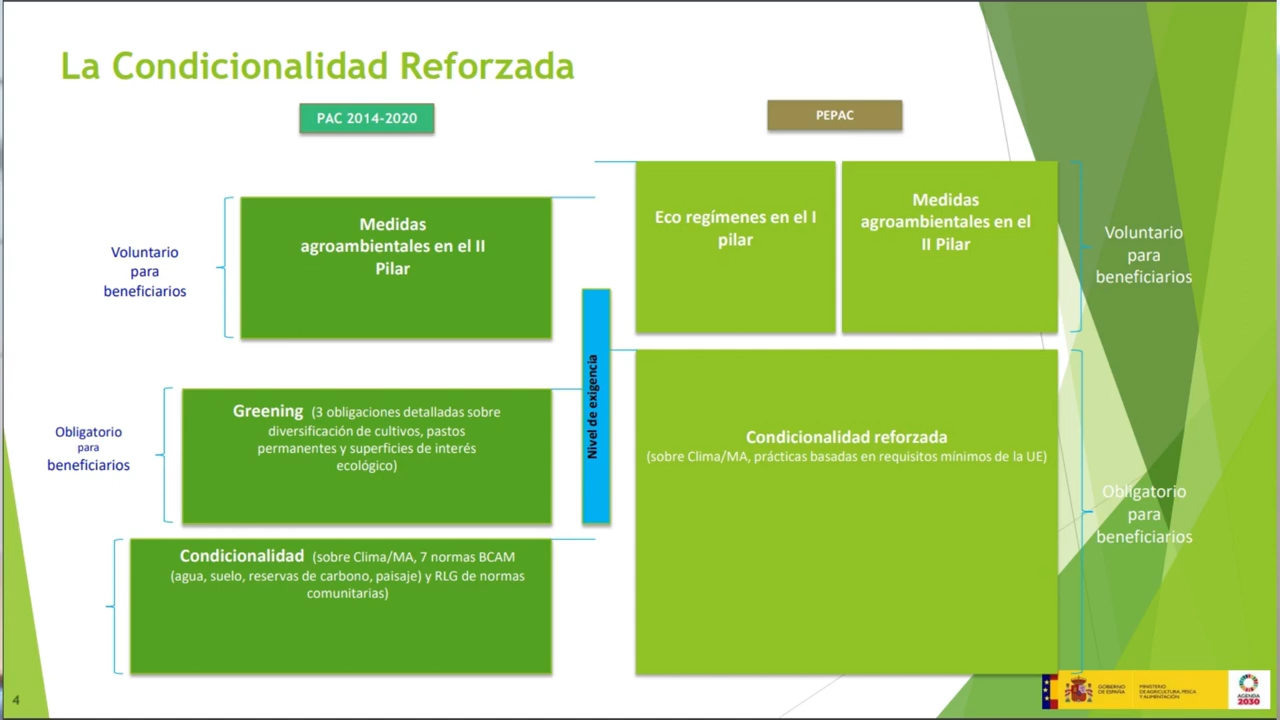 La Condicionalidad Reforzada
PAC 2014-2020
PEPAC
Medidas
agroambientales en el II
Pilar
Voluntario
para
beneficiarios
Greening (3 obligaciones detalladas sobre
diversificación de cultivos, pastos
permanentes y superficies de interés
ecológico)
Obligatorio
para
beneficiarios
Condicionalidad (sobre Clima/MA, 7 normas BCAM
(agua, suelo, reservas de carbono, paisaje) y RLG de normas
comunitarias)
Nivel de exigencia
Eco regímenes en el I
pilar
Medidas
agroambientales en el
II Pilar
Voluntario
para
beneficiarios
Condicionalidad reforzada
(sobre Clima/MA, prácticas basadas en requisitos mínimos de la UE)
Obligatorio
para
beneficiarios
4
GOBIERNO
DE ESPAÑA
MINISTERIO
DE AGRICULTURA, PESCA
Y ALIMENTACIÓN
AGENDA
2030